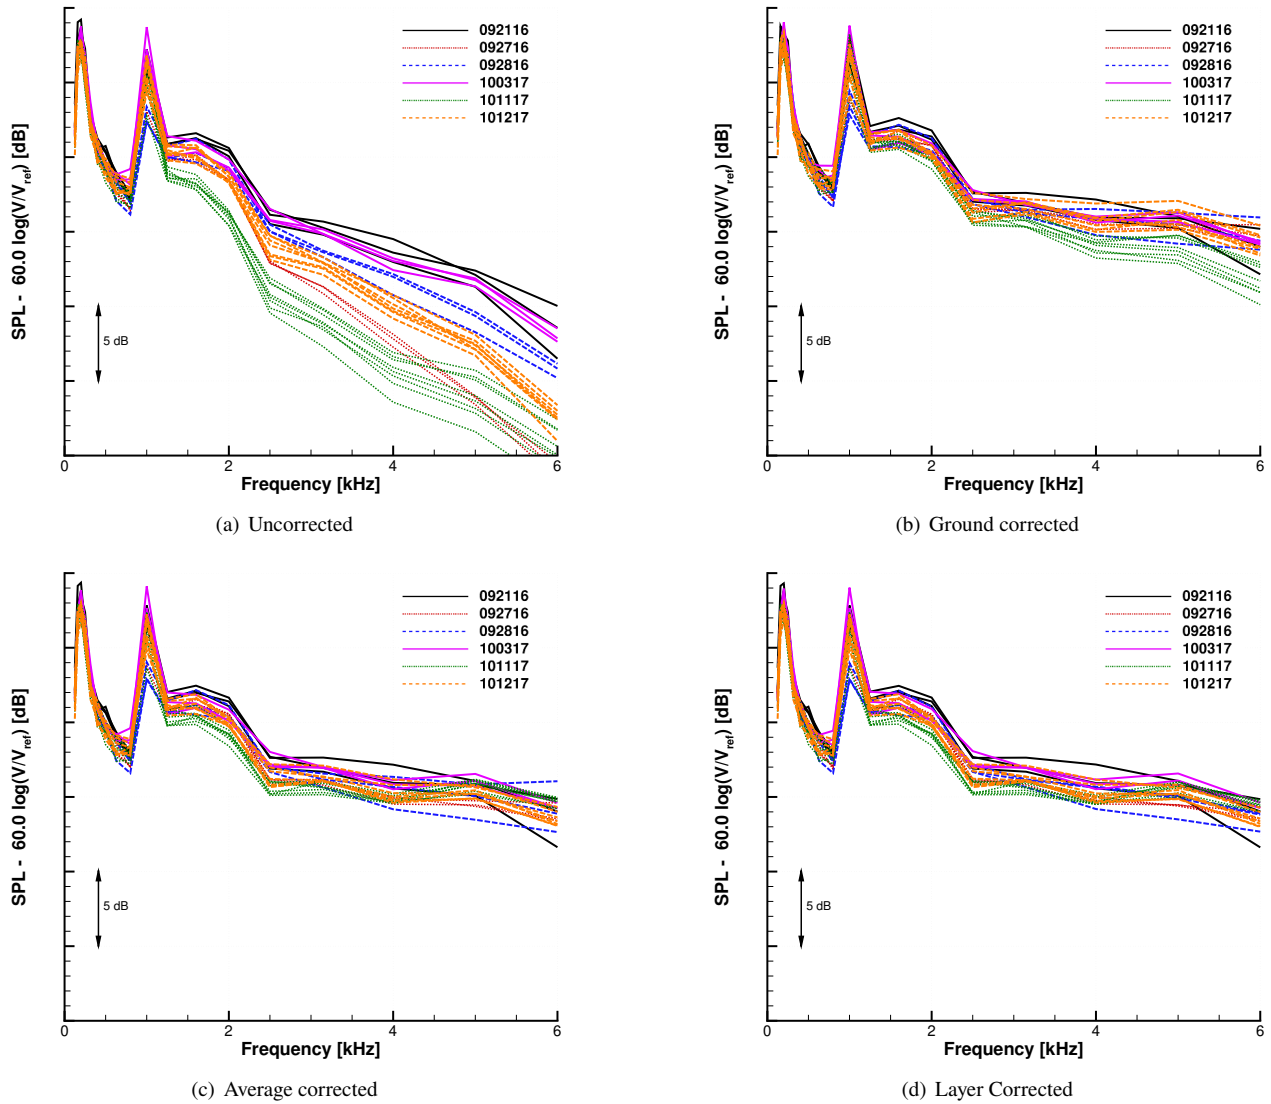 092116
092716
092816
100317
101117
101217
SPL - 60.0 log(V/Vref) [dB]
5 dB
0 2 4 6
Frequency [kHz]
(a) Uncorrected
092116
092716
092816
100317
101117
101217
SPL - 60.0 log(V/Vref) [dB]
5 dB
0 2 4 6
Frequency [kHz]
(b) Ground corrected
092116
092716
092816
100317
101117
101217
SPL - 60.0 log(V/Vref) [dB]
5 dB
0 2 4 6
Frequency [kHz]
(c) Average corrected
092116
092716
092816
100317
101117
101217
SPL - 60.0 log(V/Vref) [dB]
5 dB
0 2 4 6
Frequency [kHz]
(d) Layer Corrected